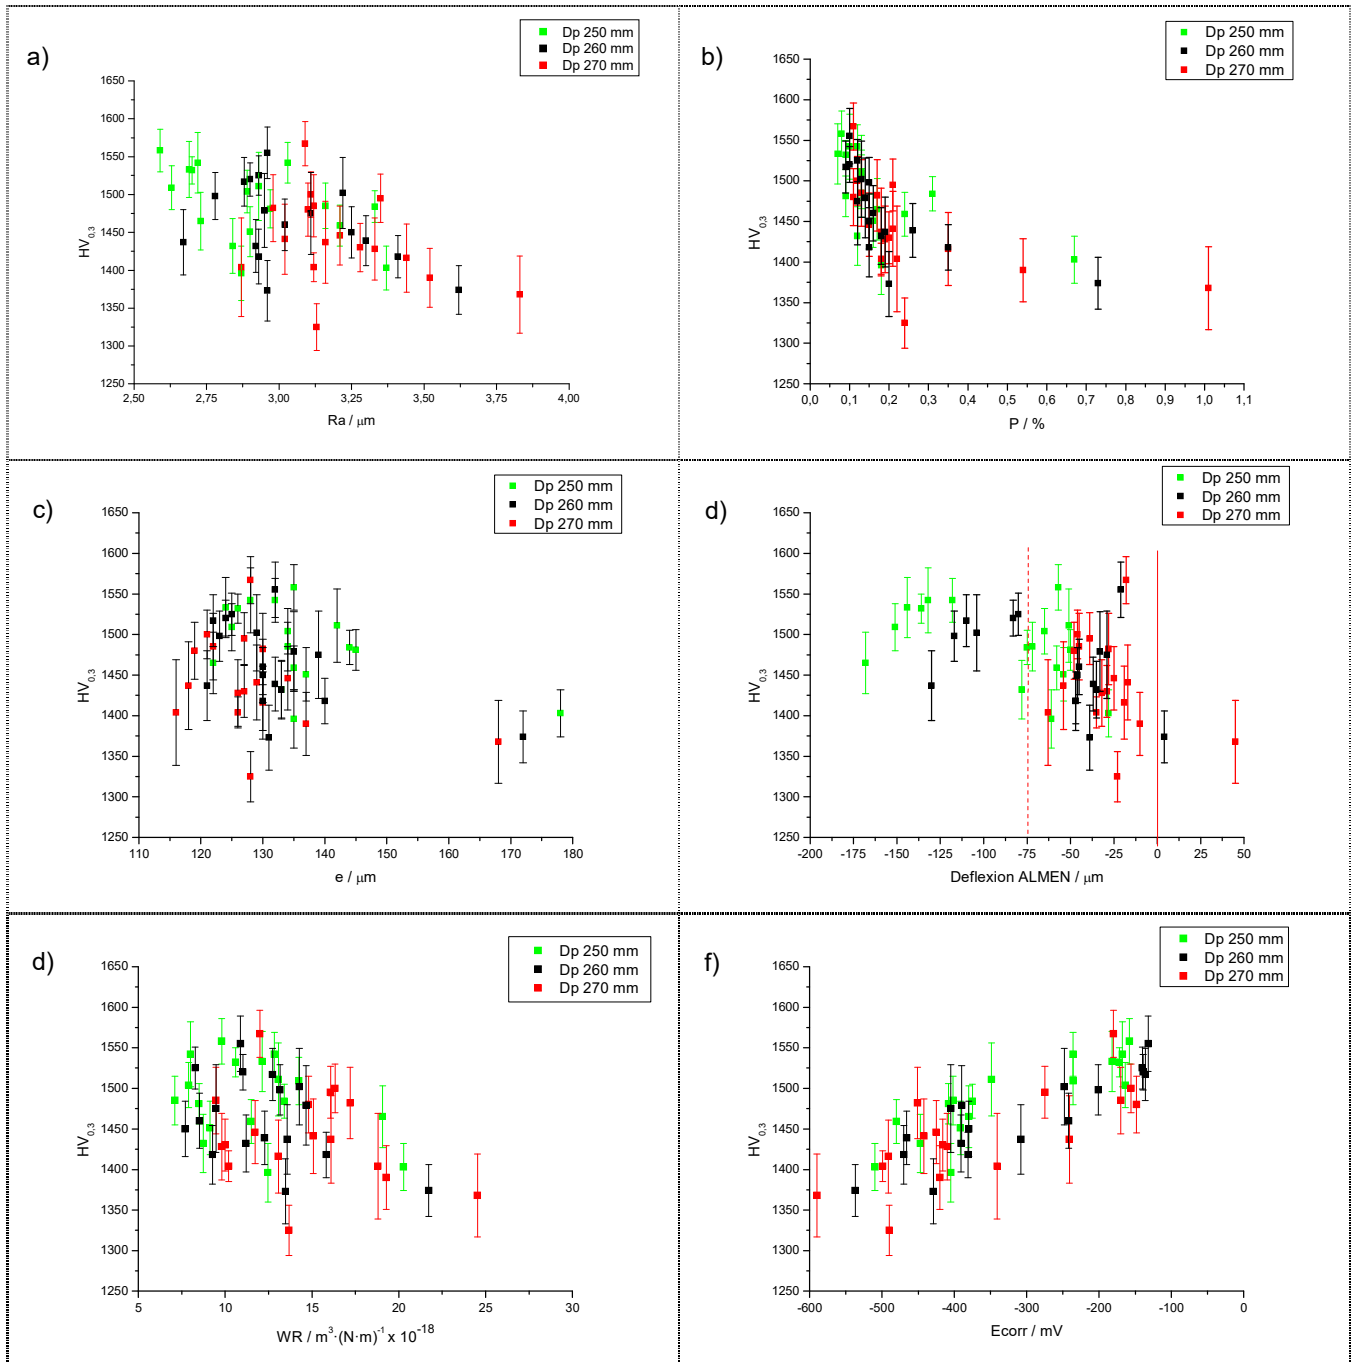 a)
Dp 250 mm
Dp 260 mm
Dp 270 mm
HV0,3
1650
1600
1550
1500
1450
1400
1350
1300
1250
2,50 2,75 3,00 3,25 3,50 3,75 4,00
Ra / μm
b)
Dp 250 mm
Dp 260 mm
Dp 270 mm
HV0,3
1650
1600
1550
1500
1450
1400
1350
1300
1250
0,0 0,1 0,2 0,3 0,4 0,5 0,6 0,7 0,8 0,9 1,0 1,1
P / %
c)
Dp 250 mm
Dp 260 mm
Dp 270 mm
HV0,3
1650
1600
1550
1500
1450
1400
1350
1300
1250
110 120 130 140 150 160 170 180
e / μm
d)
Dp 250 mm
Dp 260 mm
Dp 270 mm
HV0,3
1650
1600
1550
1500
1450
1400
1350
1300
1250
-200 -175 -150 -125 -100 -75 -50 -25 0 25 50
Deflexion ALMEN / μm
d)
Dp 250 mm
Dp 260 mm
Dp 270 mm
HV0,3
1650
1600
1550
1500
1450
1400
1350
1300
1250
5 10 15 20 25 30
WR / m³·(N·m)⁻¹ x 10⁻¹⁸
f)
Dp 250 mm
Dp 260 mm
Dp 270 mm
HV0,3
1650
1600
1550
1500
1450
1400
1350
1300
1250
-600 -500 -400 -300 -200 -100 0
Ecorr / mV